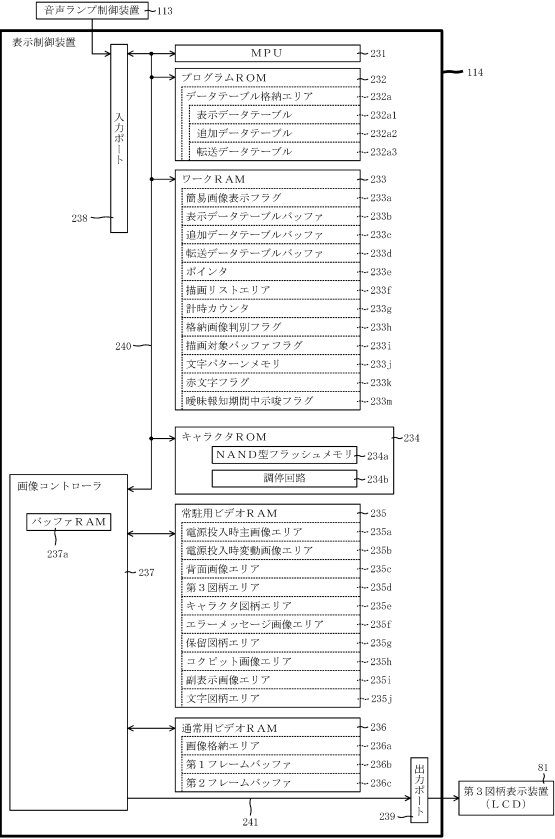 音声ランプ制御装置 113
表示制御装置
114
入力ポート
238
MPU 231
プログラムROM 232
データテーブル格納エリア 232a
表示データテーブル 232a1
追加データテーブル 232a2
転送データテーブル 232a3
ワークRAM 233
簡易画像表示フラグ 233a
表示データテーブルバッファ 233b
追加データテーブルバッファ 233c
転送データテーブルバッファ 233d
ポインタ 233e
描画リストエリア 233f
計時カウンタ 233g
格納画像判別フラグ 233h
描画対象バッファフラグ 233i
文字パターンメモリ 233j
赤文字フラグ 233k
曖昧報知期間中示唆フラグ 233m
240
キャラクタROM 234
NAND型フラッシュメモリ 234a
調停回路 234b
画像コントローラ
バッファRAM
237a
237
常駐用ビデオRAM 235
電源投入時主画像エリア 235a
電源投入時変動画像エリア 235b
背面画像エリア 235c
第3図柄エリア 235d
キャラクタ図柄エリア 235e
エラーメッセージ画像エリア 235f
保留図柄エリア 235g
コクピット画像エリア 235h
副表示画像エリア 235i
文字図柄エリア 235j
通常用ビデオRAM 236
画像格納エリア 236a
第1フレームバッファ 236b
第2フレームバッファ 236c
241
出力ポート
239
81
第3図柄表示装置
(LCD)